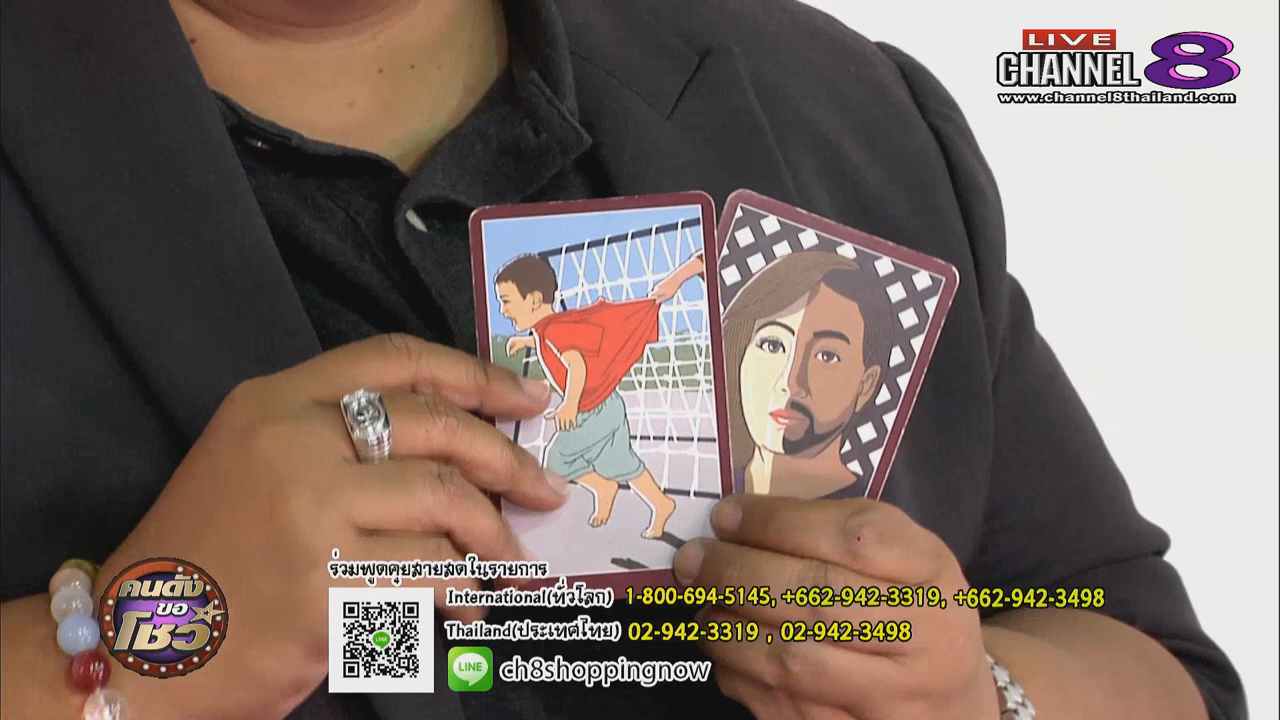 LIVE
CHANNEL 8
www.channel8thailand.com
คนดัง
ขอ
โชว์
ร่วมพูดคุยสายสดในรายการ
International(ทั่วโลก) 1-800-694-5145, +662-942-3319, +662-942-3498
Thailand(ประเทศไทย) 02-942-3319 , 02-942-3498
LINE
LINE ch8shoppingnow